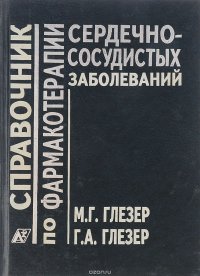 СПРАВОЧНИК
по ФАРМАКОТЕРАПИИ
СЕРДЕЧНО-
СОСУДИСТЫХ
ЗАБОЛЕВАНИЙ
М.Г. ГЛЕЗЕР
Г.А. ГЛЕЗЕР